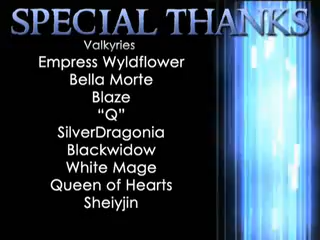 SPECIAL THANKS
Valkyries
Empress Wyldflower
Bella Morte
Blaze
“Q”
SilverDragonia
Blackwidow
White Mage
Queen of Hearts
Sheiyjin